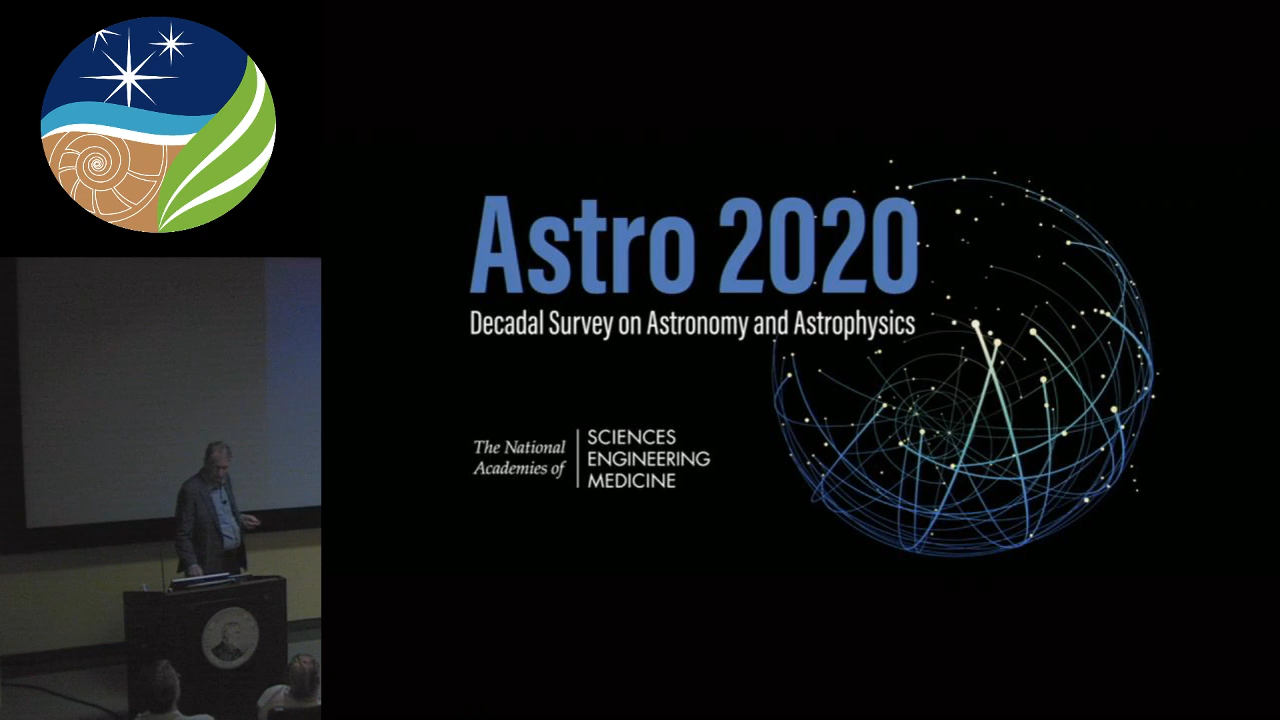 Astro 2020
Decadal Survey on Astronomy and Astrophysics
The National
Academies of
SCIENCES
ENGINEERING
MEDICINE